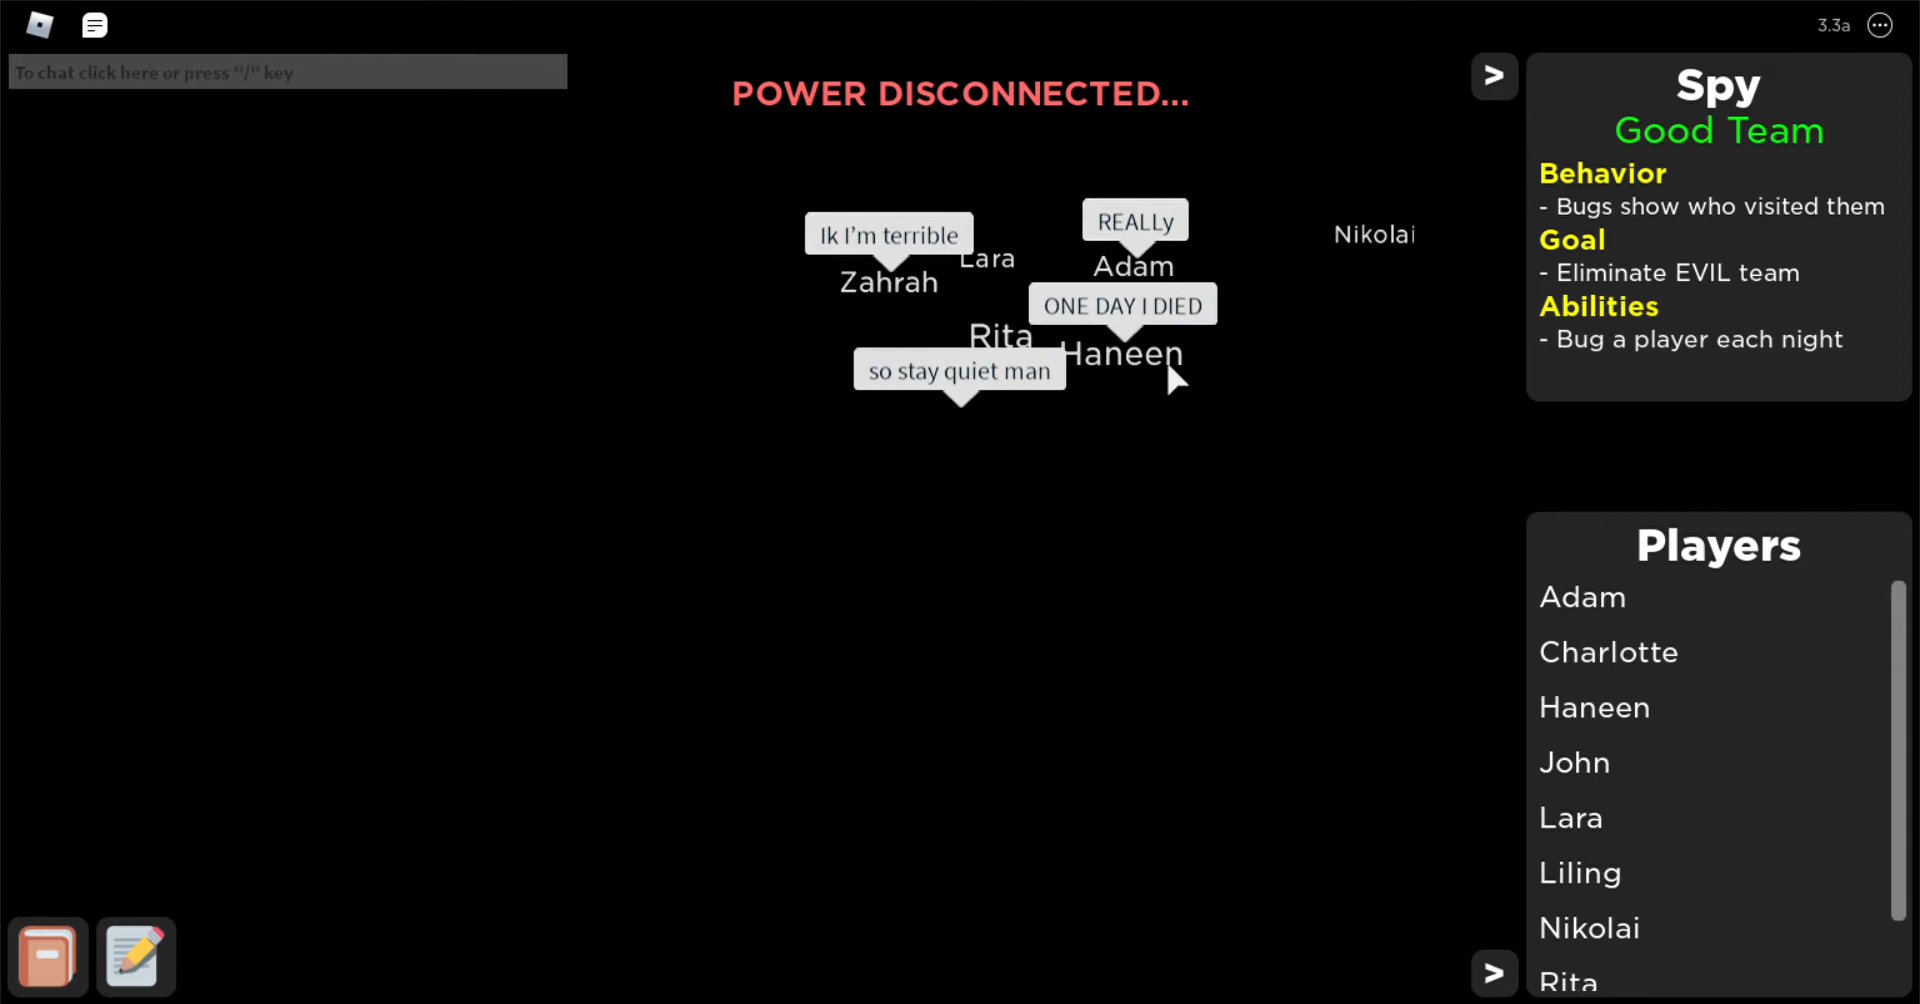 3.3a
To chat click here or press "/" key
POWER DISCONNECTED...
>
Spy
Good Team
Behavior
- Bugs show who visited them
Goal
- Eliminate EVIL team
Abilities
- Bug a player each night
REALLy
Ik I'm terrible
Nikolai
Lara
Adam
Zahrah
ONE DAY I DIED
Rita
Haneen
so stay quiet man
Players
Adam
Charlotte
Haneen
John
Lara
Liling
Nikolai
Rita
>